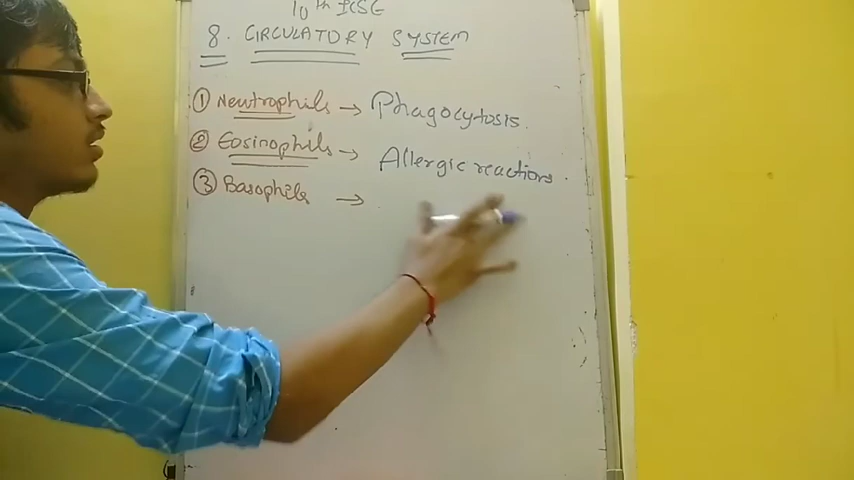 10th ICSE
8. CIRCULATORY SYSTEM
① Neutrophils → Phagocytosis.
② Eosinophils → Allergic reactions.
③ Basophils →